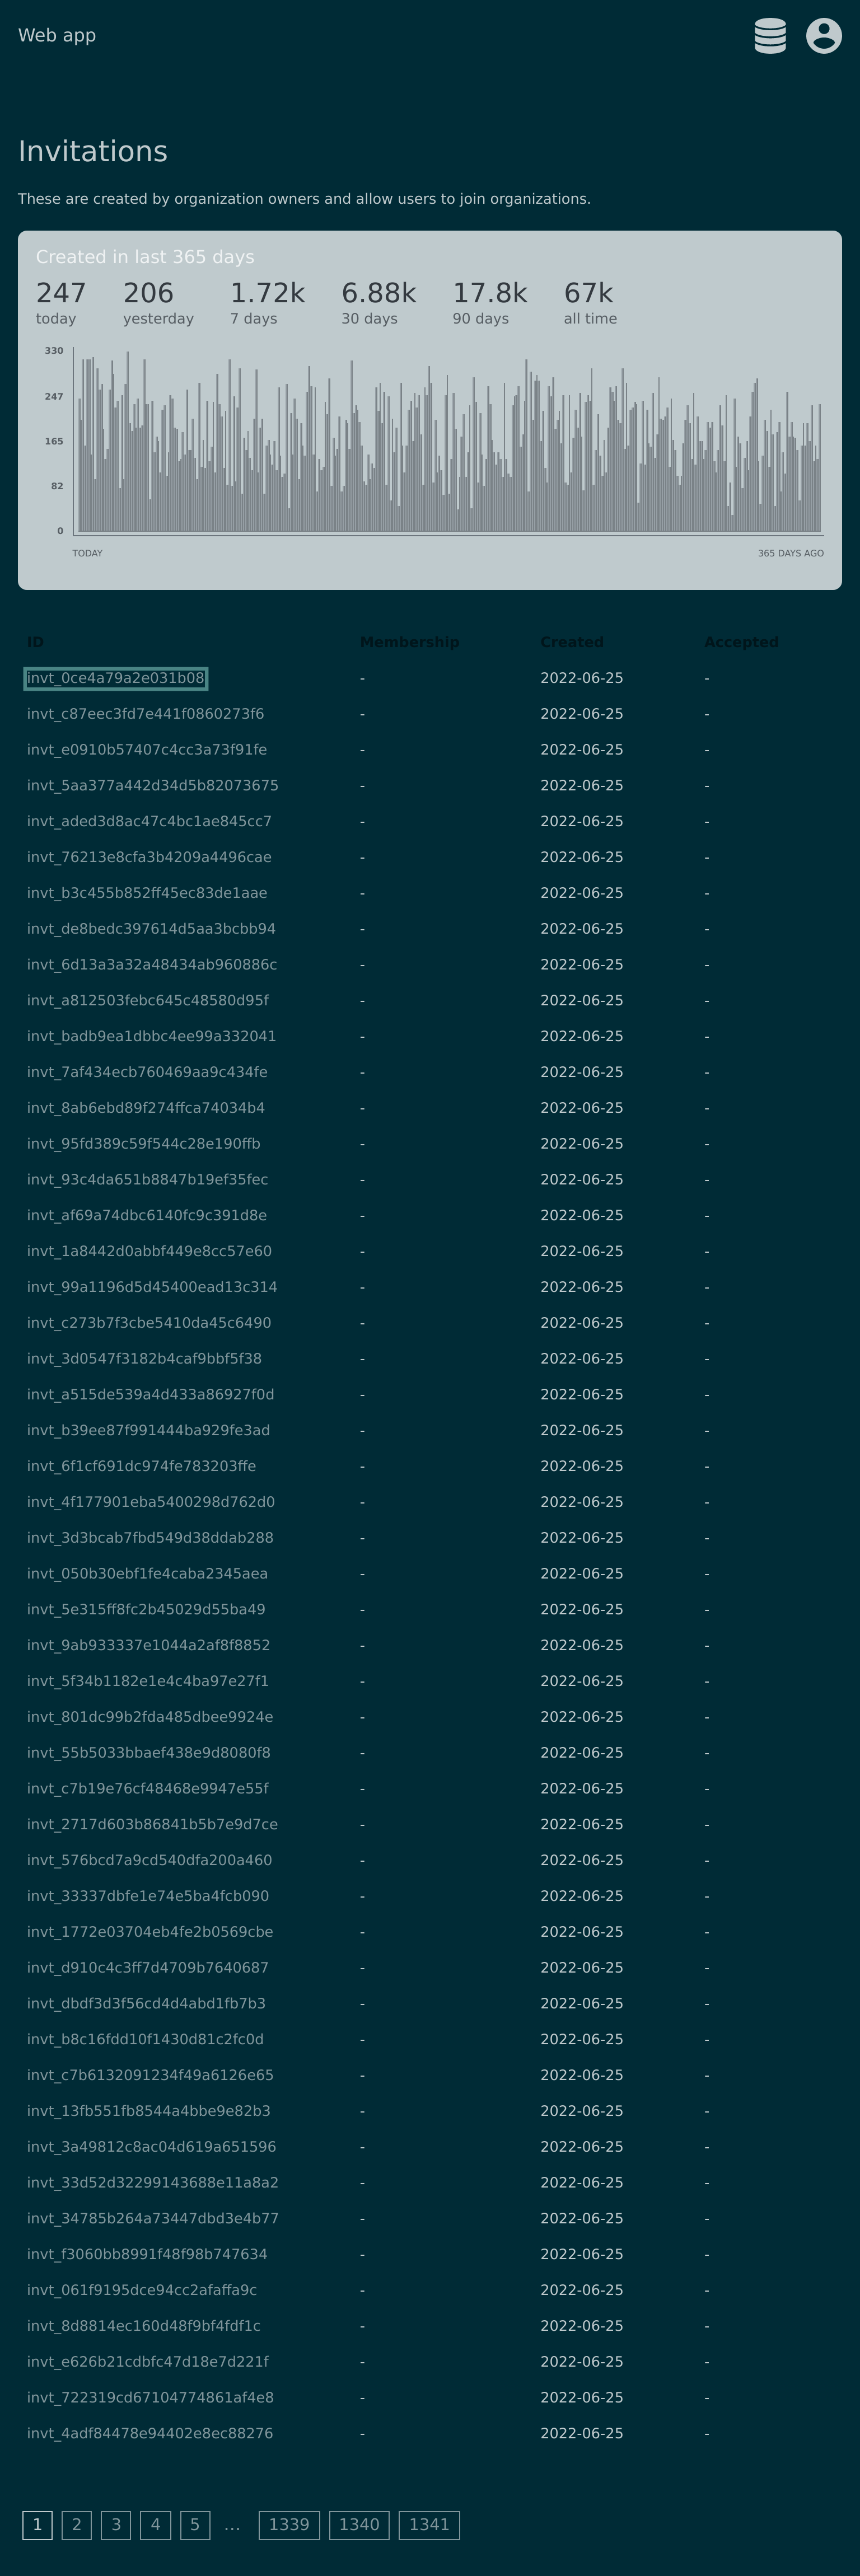 Web app
Invitations
These are created by organization owners and allow users to join organizations.
Created in last 365 days
247 206 1.72k 6.88k 17.8k 67k
today yesterday 7 days 30 days 90 days all time
330
247
165
82
0
TODAY 365 DAYS AGO
ID Membership Created Accepted
invt_0ce4a79a2e031b08 - 2022-06-25 -
invt_c87eec3fd7e441f0860273f6 - 2022-06-25 -
invt_e0910b57407c4cc3a73f91fe - 2022-06-25 -
invt_5aa377a442d34d5b82073675 - 2022-06-25 -
invt_aded3d8ac47c4bc1ae845cc7 - 2022-06-25 -
invt_76213e8cfa3b4209a4496cae - 2022-06-25 -
invt_b3c455b852ff45ec83de1aae - 2022-06-25 -
invt_de8bedc397614d5aa3bcbb94 - 2022-06-25 -
invt_6d13a3a32a48434ab960886c - 2022-06-25 -
invt_a812503febc645c48580d95f - 2022-06-25 -
invt_badb9ea1dbbc4ee99a332041 - 2022-06-25 -
invt_7af434ecb760469aa9c434fe - 2022-06-25 -
invt_8ab6ebd89f274ffca74034b4 - 2022-06-25 -
invt_95fd389c59f544c28e190ffb - 2022-06-25 -
invt_93c4da651b8847b19ef35fec - 2022-06-25 -
invt_af69a74dbc6140fc9c391d8e - 2022-06-25 -
invt_1a8442d0abbf449e8cc57e60 - 2022-06-25 -
invt_99a1196d5d45400ead13c314 - 2022-06-25 -
invt_c273b7f3cbe5410da45c6490 - 2022-06-25 -
invt_3d0547f3182b4caf9bbf5f38 - 2022-06-25 -
invt_a515de539a4d433a86927f0d - 2022-06-25 -
invt_b39ee87f991444ba929fe3ad - 2022-06-25 -
invt_6f1cf691dc974fe783203ffe - 2022-06-25 -
invt_4f177901eba5400298d762d0 - 2022-06-25 -
invt_3d3bcab7fbd549d38ddab288 - 2022-06-25 -
invt_050b30ebf1fe4caba2345aea - 2022-06-25 -
invt_5e315ff8fc2b45029d55ba49 - 2022-06-25 -
invt_9ab933337e1044a2af8f8852 - 2022-06-25 -
invt_5f34b1182e1e4c4ba97e27f1 - 2022-06-25 -
invt_801dc99b2fda485dbee9924e - 2022-06-25 -
invt_55b5033bbaef438e9d8080f8 - 2022-06-25 -
invt_c7b19e76cf48468e9947e55f - 2022-06-25 -
invt_2717d603b86841b5b7e9d7ce - 2022-06-25 -
invt_576bcd7a9cd540dfa200a460 - 2022-06-25 -
invt_33337dbfe1e74e5ba4fcb090 - 2022-06-25 -
invt_1772e03704eb4fe2b0569cbe - 2022-06-25 -
invt_d910c4c3ff7d4709b7640687 - 2022-06-25 -
invt_dbdf3d3f56cd4d4abd1fb7b3 - 2022-06-25 -
invt_b8c16fdd10f1430d81c2fc0d - 2022-06-25 -
invt_c7b6132091234f49a6126e65 - 2022-06-25 -
invt_13fb551fb8544a4bbe9e82b3 - 2022-06-25 -
invt_3a49812c8ac04d619a651596 - 2022-06-25 -
invt_33d52d32299143688e11a8a2 - 2022-06-25 -
invt_34785b264a73447dbd3e4b77 - 2022-06-25 -
invt_f3060bb8991f48f98b747634 - 2022-06-25 -
invt_061f9195dce94cc2afaffa9c - 2022-06-25 -
invt_8d8814ec160d48f9bf4fdf1c - 2022-06-25 -
invt_e626b21cdbfc47d18e7d221f - 2022-06-25 -
invt_722319cd67104774861af4e8 - 2022-06-25 -
invt_4adf84478e94402e8ec88276 - 2022-06-25 -
1 2 3 4 5 … 1339 1340 1341